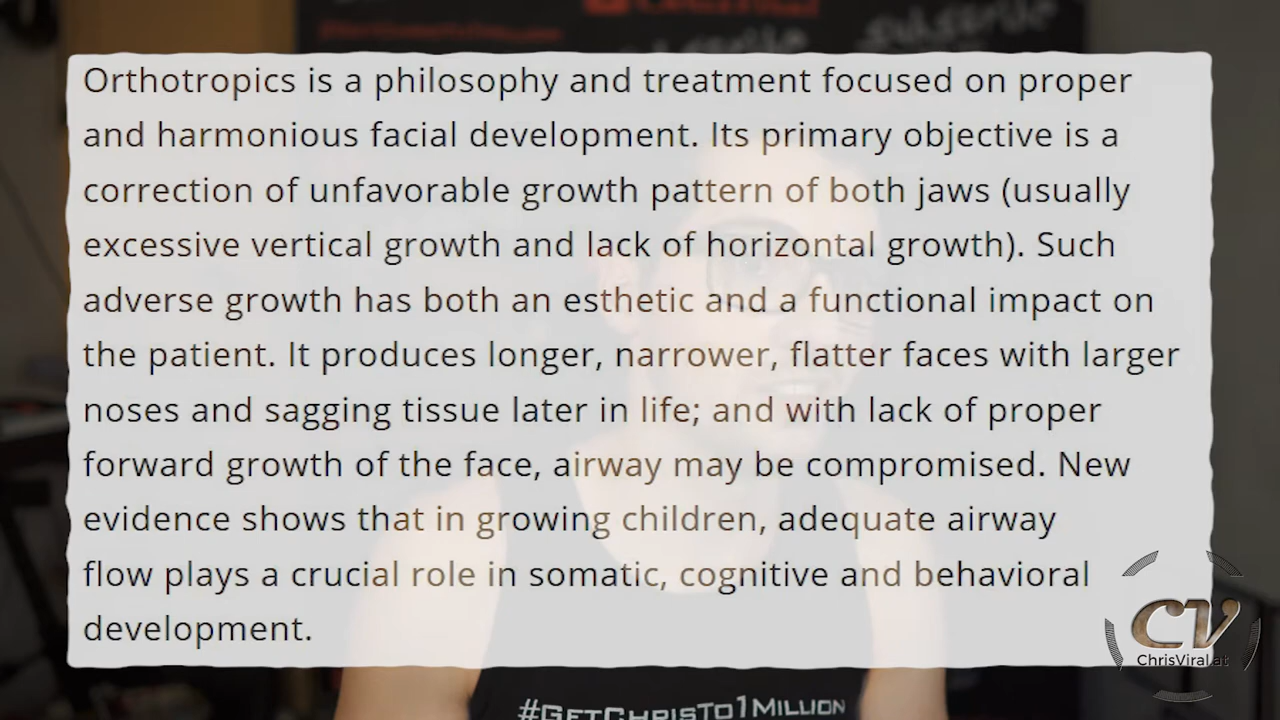 subscribe
Orthotropics is a philosophy and treatment focused on proper
and harmonious facial development. Its primary objective is a
correction of unfavorable growth pattern of both jaws (usually
excessive vertical growth and lack of horizontal growth). Such
adverse growth has both an esthetic and a functional impact on
the patient. It produces longer, narrower, flatter faces with larger
noses and sagging tissue later in life; and with lack of proper
forward growth of the face, airway may be compromised. New
evidence shows that in growing children, adequate airway
flow plays a crucial role in somatic, cognitive and behavioral
development.
CV
ChrisViral.at
#GETCHRISTO1MILLION